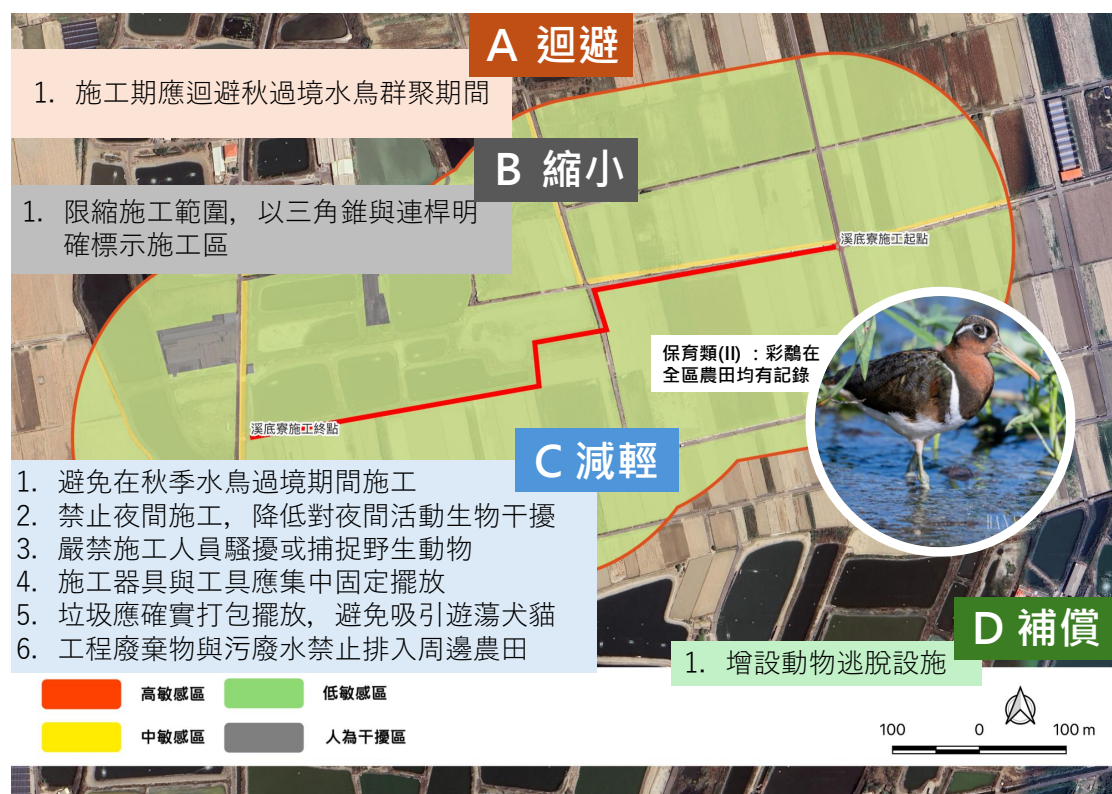 A 迴避
1. 施工期應迴避秋過境水鳥群聚期間
B 縮小
1. 限縮施工範圍，以三角錐與連桿明
確標示施工區
溪底寮施工起點
保育類(II)：彩鷸在
全區農田均有記錄
溪底寮施工終點
C 減輕
1. 避免在秋季水鳥過境期間施工
2. 禁止夜間施工，降低對夜間活動生物干擾
3. 嚴禁施工人員騷擾或捕捉野生動物
4. 施工器具與工具應集中固定擺放
5. 垃圾應確實打包擺放，避免吸引遊蕩犬貓
6. 工程廢棄物與污廢水禁止排入周邊農田
D 補償
1. 增設動物逃脫設施
高敏感區
低敏感區
中敏感區
人為干擾區
100 0 100 m